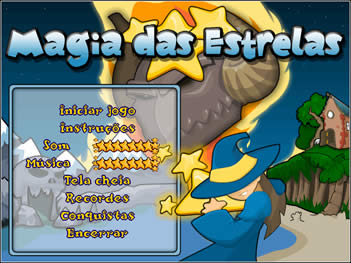 Magia das Estrelas
iniciar jogo
instruções
Som
Música
Tela cheia
Recordes
Conquistas
Encerrar